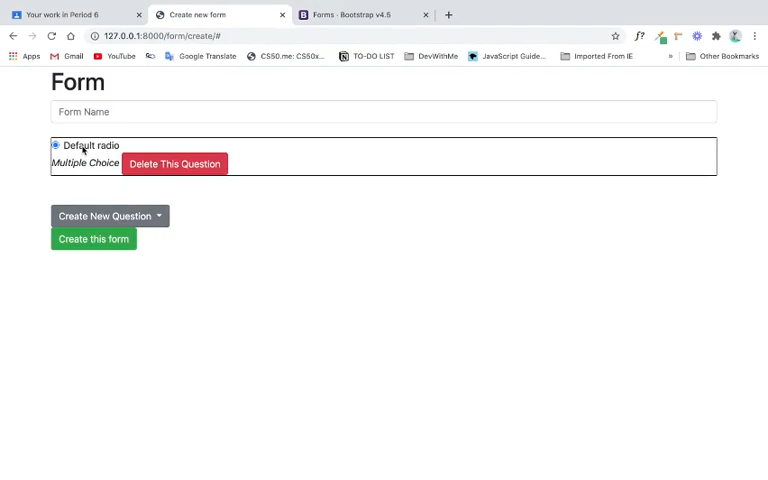 Your work in Period 6
Create new form
Forms · Bootstrap v4.5
127.0.0.1:8000/form/create/#
Apps
Gmail
YouTube
Google Translate
CS50.me: CS50x...
TO-DO LIST
DevWithMe
JavaScript Guide...
Imported From IE
»
Other Bookmarks
Form
Form Name
Default radio
Multiple Choice Delete This Question
Create New Question
Create this form